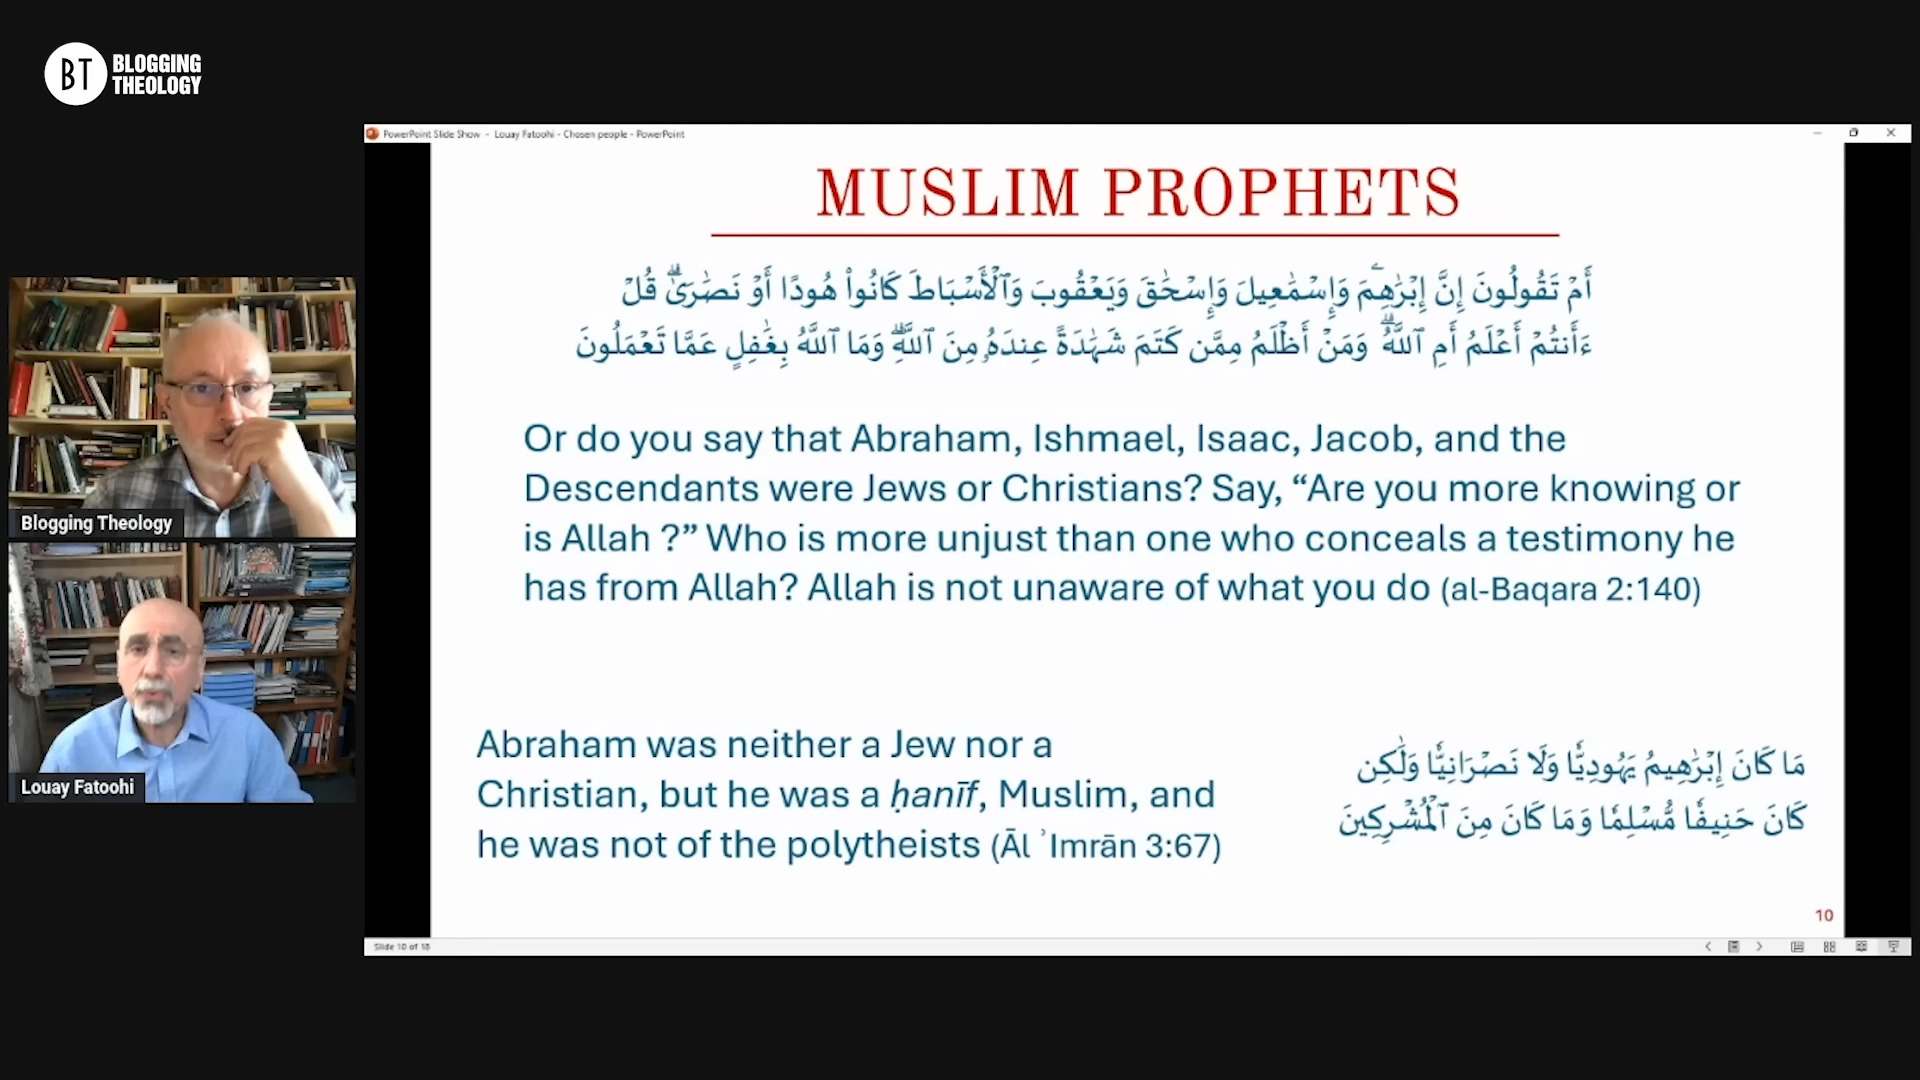 BT BLOGGING
THEOLOGY
PowerPoint Slide Show - Louay Fatoohi - Chosen people - PowerPoint
MUSLIM PROPHETS
أَمْ تَقُولُونَ إِنَّ إِبْرَٰهِـۧمَ وَإِسْمَٰعِيلَ وَإِسْحَٰقَ وَيَعْقُوبَ وَٱلْأَسْبَاطَ كَانُوا۟ هُودًا أَوْ نَصَٰرَىٰۗ قُلْ
ءَأَنتُمْ أَعْلَمُ أَمِ ٱللَّهُۗ وَمَنْ أَظْلَمُ مِمَّن كَتَمَ شَهَٰدَةً عِندَهُۥ مِنَ ٱللَّهِۗ وَمَا ٱللَّهُ بِغَٰفِلٍ عَمَّا تَعْمَلُونَ
Or do you say that Abraham, Ishmael, Isaac, Jacob, and the
Descendants were Jews or Christians? Say, “Are you more knowing or
is Allah ?” Who is more unjust than one who conceals a testimony he
has from Allah? Allah is not unaware of what you do (al-Baqara 2:140)
Abraham was neither a Jew nor a
Christian, but he was a ḥanīf, Muslim, and
he was not of the polytheists (Āl ʾImrān 3:67)
مَا كَانَ إِبْرَٰهِيمُ يَهُودِيًّا وَلَا نَصْرَانِيًّا وَلَٰكِن
كَانَ حَنِيفًا مُّسْلِمًا وَمَا كَانَ مِنَ ٱلْمُشْرِكِينَ
10
Slide 10 of 18
Blogging Theology
Louay Fatoohi